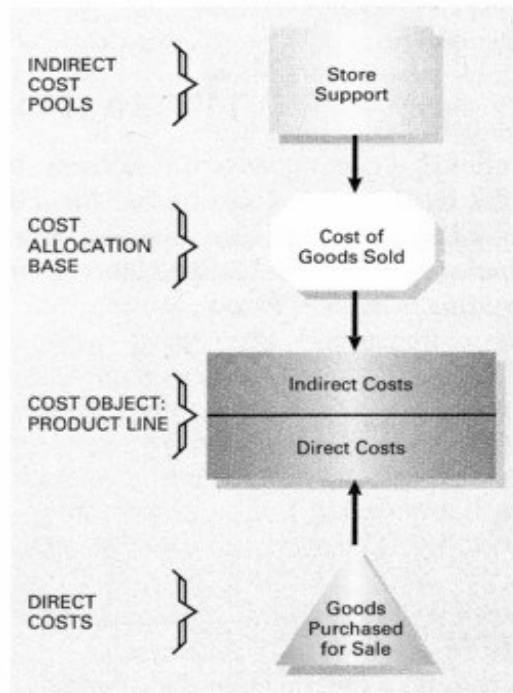 INDIRECT
COST
POOLS
Store
Support
COST
ALLOCATION
BASE
Cost of
Goods Sold
COST OBJECT:
PRODUCT LINE
Indirect Costs
Direct Costs
DIRECT
COSTS
Goods
Purchased
for Sale